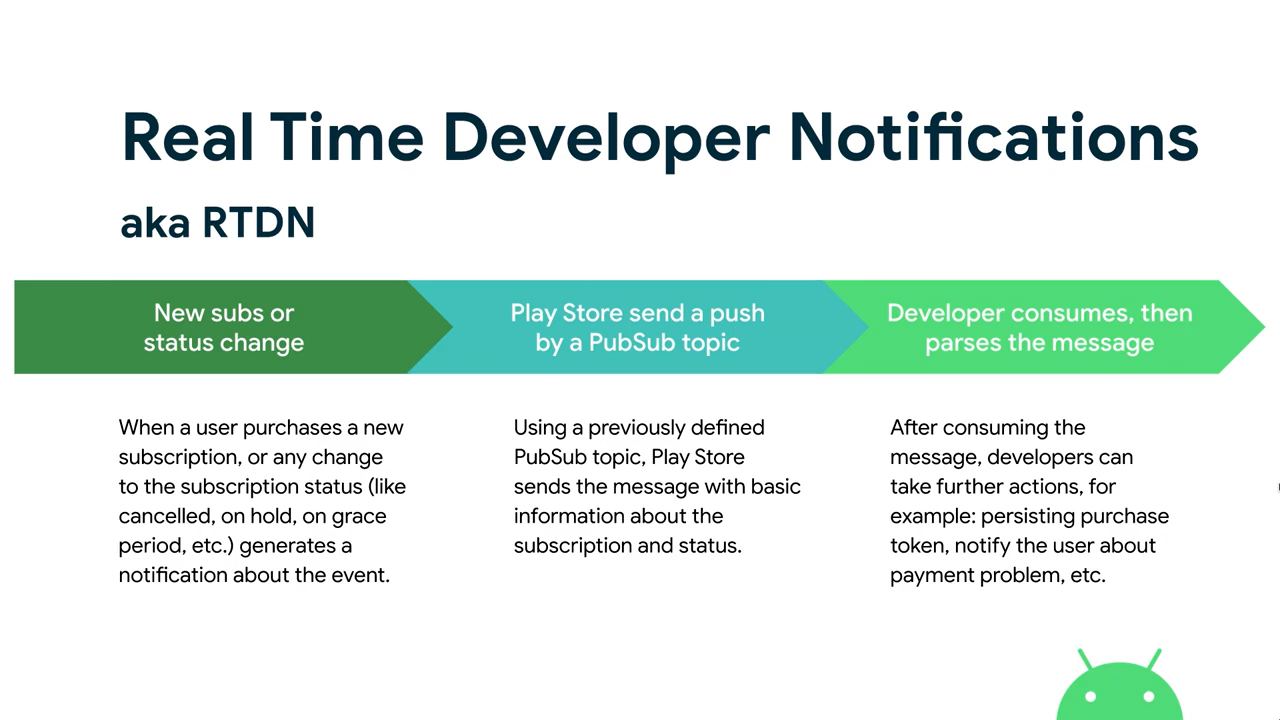 Real Time Developer Notifications
aka RTDN
New subs or
status change
Play Store send a push
by a PubSub topic
Developer consumes, then
parses the message
When a user purchases a new
subscription, or any change
to the subscription status (like
cancelled, on hold, on grace
period, etc.) generates a
notification about the event.
Using a previously defined
PubSub topic, Play Store
sends the message with basic
information about the
subscription and status.
After consuming the
message, developers can
take further actions, for
example: persisting purchase
token, notify the user about
payment problem, etc.